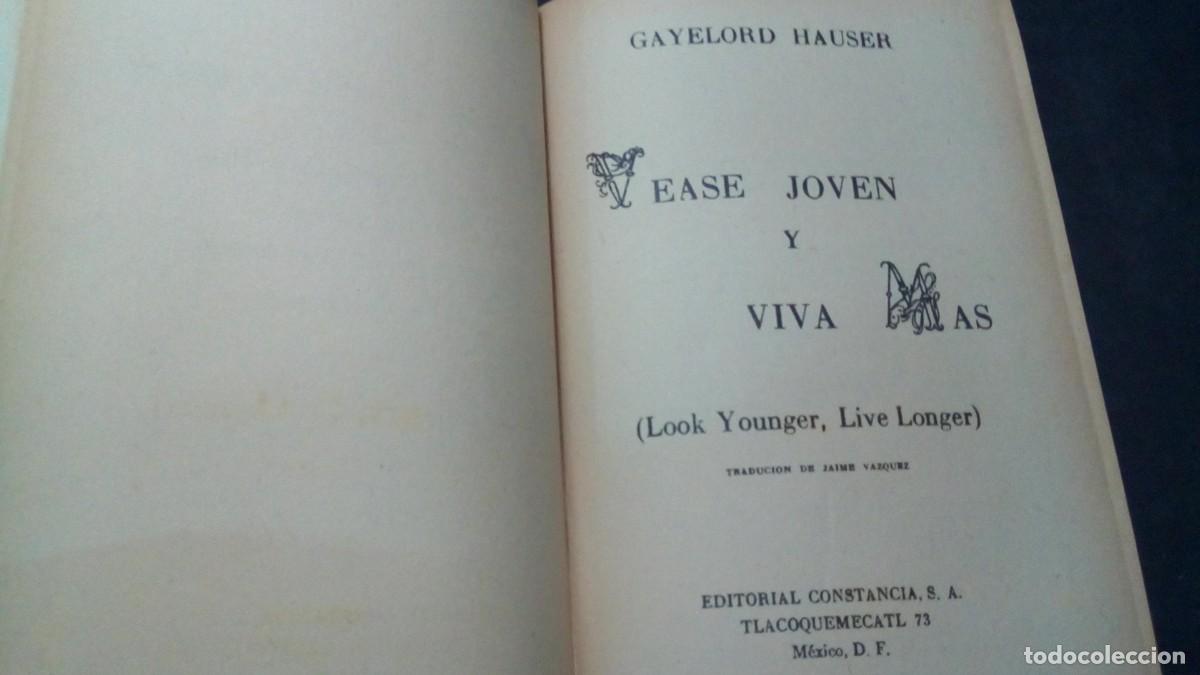 GAYELORD HAUSER
VEASE JOVEN
Y
VIVA MAS
(Look Younger, Live Longer)
TRADUCION DE JAIME VAZQUEZ
EDITORIAL CONSTANCIA, S. A.
TLACOQUEMECATL 73
México, D. F.
todocoleccion